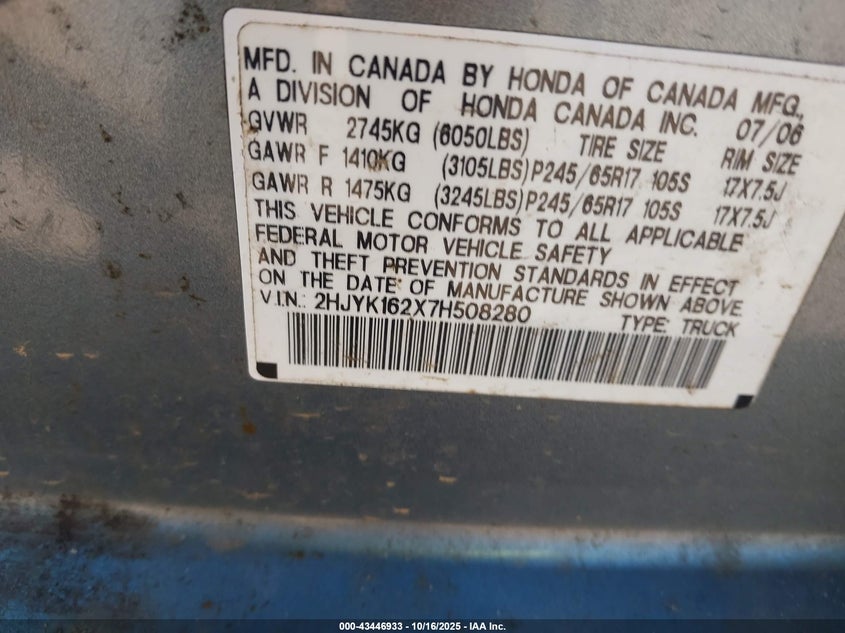 MFD. IN CANADA BY HONDA OF CANADA MFG.,
A DIVISION OF HONDA CANADA INC. 07/06
GVWR 2745KG (6050LBS) TIRE SIZE RIM SIZE
GAWR F 1410KG (3105LBS) P245/65R17 105S 17X7.5J
GAWR R 1475KG (3245LBS) P245/65R17 105S 17X7.5J
THIS VEHICLE CONFORMS TO ALL APPLICABLE
FEDERAL MOTOR VEHICLE SAFETY
AND THEFT PREVENTION STANDARDS IN EFFECT
ON THE DATE OF MANUFACTURE SHOWN ABOVE.
V.I.N.: 2HJYK162X7H508280 TYPE: TRUCK
000-43446933 - 10/16/2025 - IAA Inc.